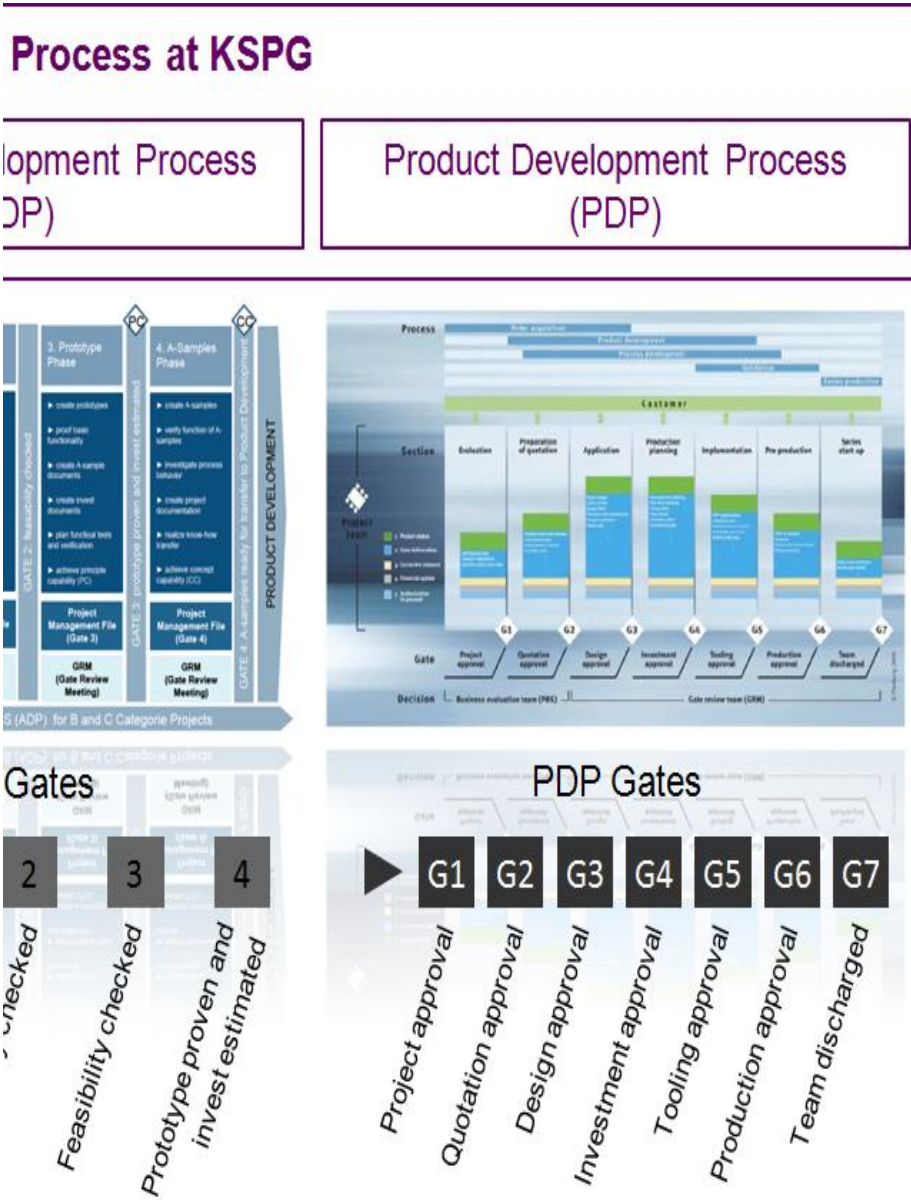 Process at KSPG
lopment Process
DP)
Product Development Process
(PDP)
PC
CC
3. Prototype
Phase
► create prototypes
► proof basic
functionality
► create A-sample
documents
► create invest
documents
► plan functional tests
and verification
► achieve principle
capability (PC)
Project
Management File
(Gate 3)
GRM
(Gate Review
Meeting)
4. A-Samples
Phase
► create A-samples
► verify function of A-
samples
► investigate process
behavior
► create project
documentation
► realize know-how
transfer
► achieve concept
capability (CC)
Project
Management File
(Gate 4)
GRM
(Gate Review
Meeting)
GATE 2: feasability checked
GATE 3: prototype proven and invest estimated
GATE 4: A-samples ready for transfer to Product Development
PRODUCT DEVELOPMENT
S (ADP) for B and C Categorie Projects
Process
Order acquisition
Product development
Process development
Validation
Series production
Customer
Section
Evaluation
Preparation
of quotation
Application
Production
planning
Implementation
Pre-production
Series
start up
Project
team
G1
G2
G3
G4
G5
G6
G7
Gate
Project
approval
Quotation
approval
Design
approval
Investment
approval
Tooling
approval
Production
approval
Team
discharged
Decision
Business evaluation team
Gate review team (GRM)
Gates
2
3
4
checked
Feasibility checked
Prototype proven and
invest estimated
PDP Gates
G1
G2
G3
G4
G5
G6
G7
Project approval
Quotation approval
Design approval
Investment approval
Tooling approval
Production approval
Team discharged